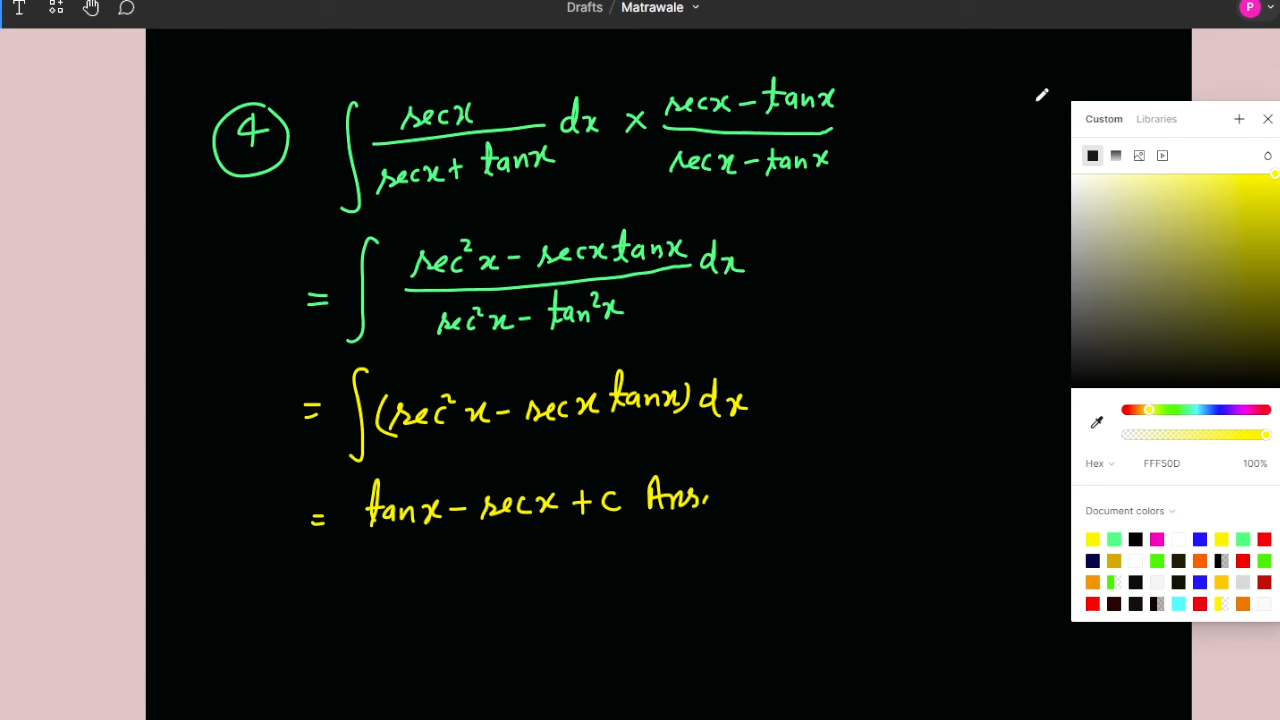 Drafts / Matrawale
P
④ ∫ secx / (secx + tanx) dx × (secx - tanx) / (secx - tanx)
= ∫ (sec²x - secx tanx) / (sec²x - tan²x) dx
= ∫ (sec²x - secx tanx) dx
= tanx - secx + c Ans.
Custom Libraries
Hex FFF50D 100%
Document colors